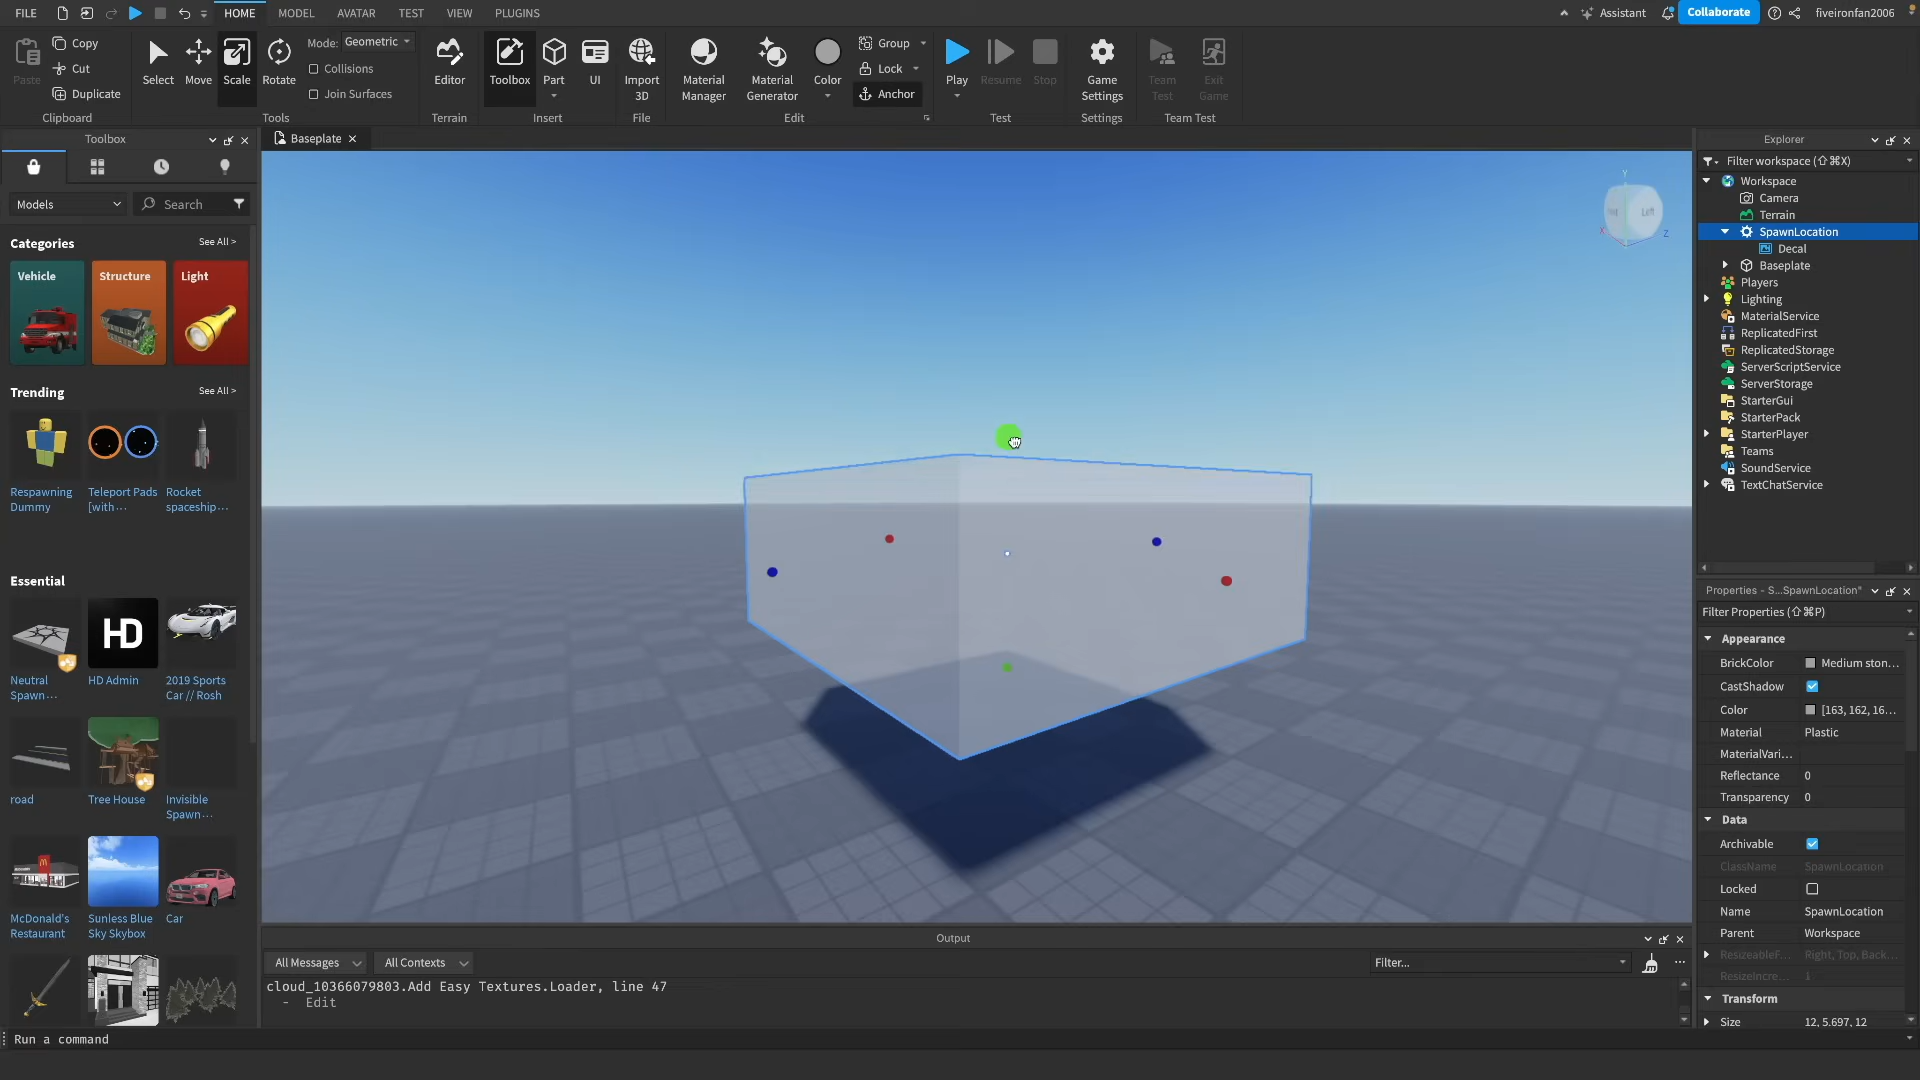 FILE
HOME
MODEL
AVATAR
TEST
VIEW
PLUGINS
Assistant
Collaborate
fiveironfan2006
Paste
Copy
Cut
Duplicate
Clipboard
Select
Move
Scale
Rotate
Mode: Geometric
Collisions
Join Surfaces
Tools
Editor
Terrain
Toolbox
Part
UI
Insert
Import
3D
File
Material
Manager
Material
Generator
Color
Group
Lock
Anchor
Edit
Play
Resume
Stop
Test
Game
Settings
Settings
Team
Test
Exit
Game
Team Test
Toolbox
Models
Search
Categories
See All >
Vehicle
Structure
Light
Trending
See All >
Respawning
Dummy
Teleport Pads
[with…
Rocket
spaceship…
Essential
Neutral
Spawn…
HD
HD Admin
2019 Sports
Car // Rosh
road
Tree House
Invisible
Spawn…
McDonald's
Restaurant
Sunless Blue
Sky Skybox
Car
Baseplate
Y
Left
X
Z
Output
All Messages
All Contexts
Filter...
cloud_10366079803.Add Easy Textures.Loader, line 47
- Edit
Run a command
Explorer
Filter workspace (⇧⌘X)
Workspace
Camera
Terrain
SpawnLocation
Decal
Baseplate
Players
Lighting
MaterialService
ReplicatedFirst
ReplicatedStorage
ServerScriptService
ServerStorage
StarterGui
StarterPack
StarterPlayer
Teams
SoundService
TextChatService
Properties - S...SpawnLocation"
Filter Properties (⇧⌘P)
Appearance
BrickColor Medium ston...
CastShadow
Color [163, 162, 16...
Material Plastic
MaterialVari...
Reflectance 0
Transparency 0
Data
Archivable
ClassName SpawnLocation
Locked
Name SpawnLocation
Parent Workspace
ResizeableF... Right, Top, Back...
ResizeIncre... 1
Transform
Size 12, 5.697, 12